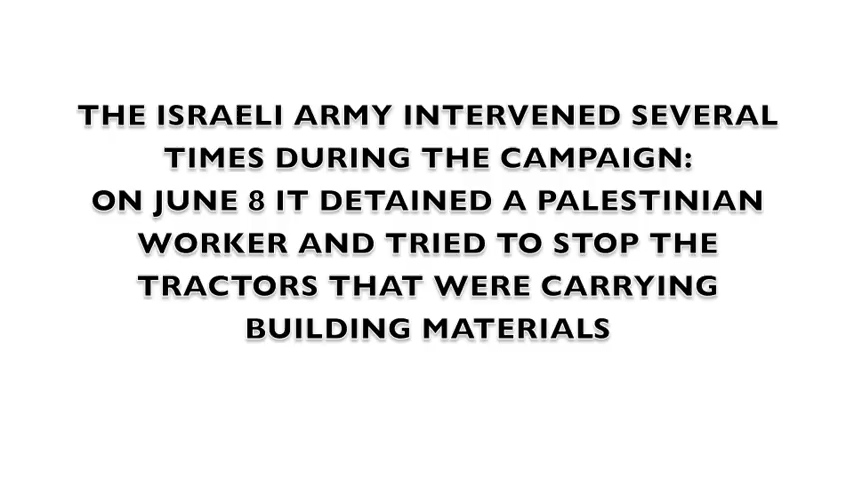 THE ISRAELI ARMY INTERVENED SEVERAL
TIMES DURING THE CAMPAIGN:
ON JUNE 8 IT DETAINED A PALESTINIAN
WORKER AND TRIED TO STOP THE
TRACTORS THAT WERE CARRYING
BUILDING MATERIALS